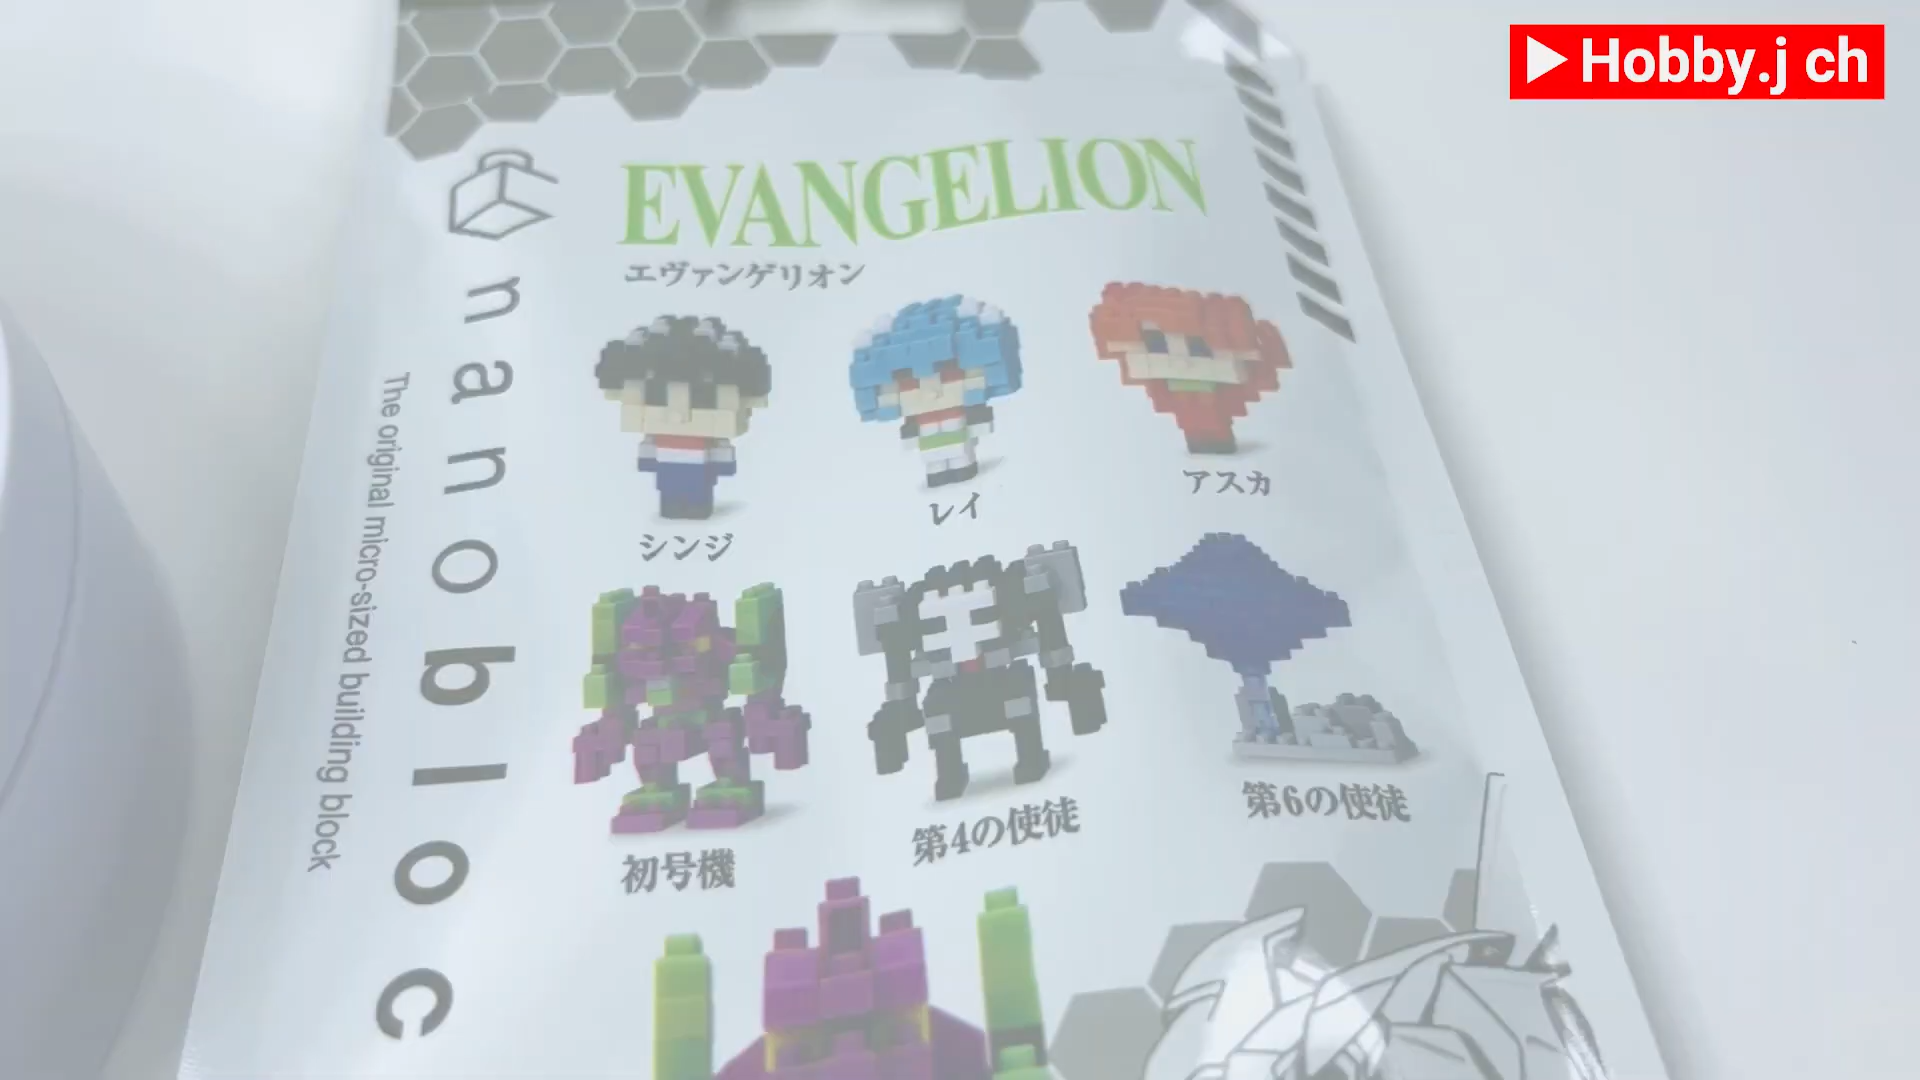 Hobby.j ch
EVANGELION
エヴァンゲリオン
nanobloc
The original micro-sized building block
シンジ
レイ
アスカ
初号機
第4の使徒
第6の使徒